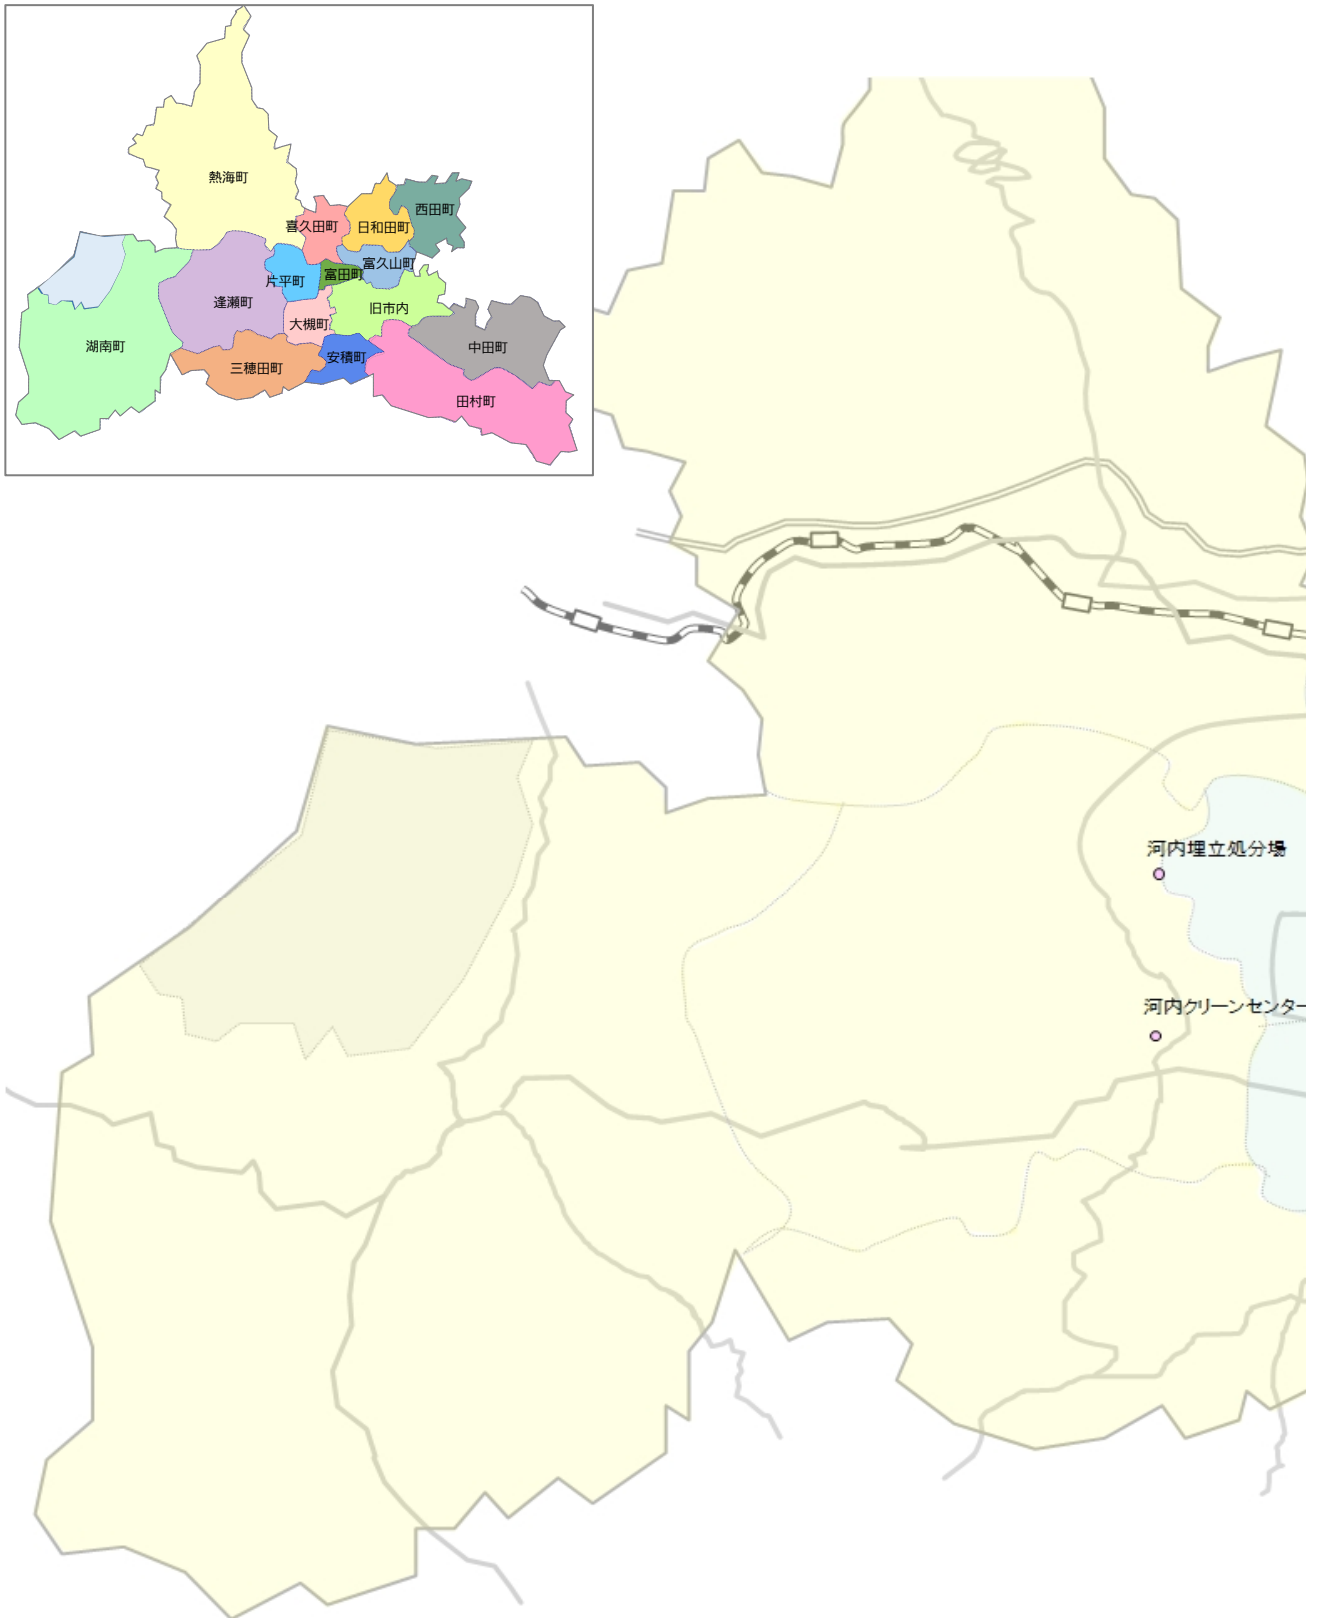 熱海町
西田町
喜久田町
日和田町
富久山町
富田町
片平町
逢瀬町
旧市内
大槻町
湖南町
中田町
安積町
三穂田町
田村町
河内埋立処分場
河内クリーンセンター